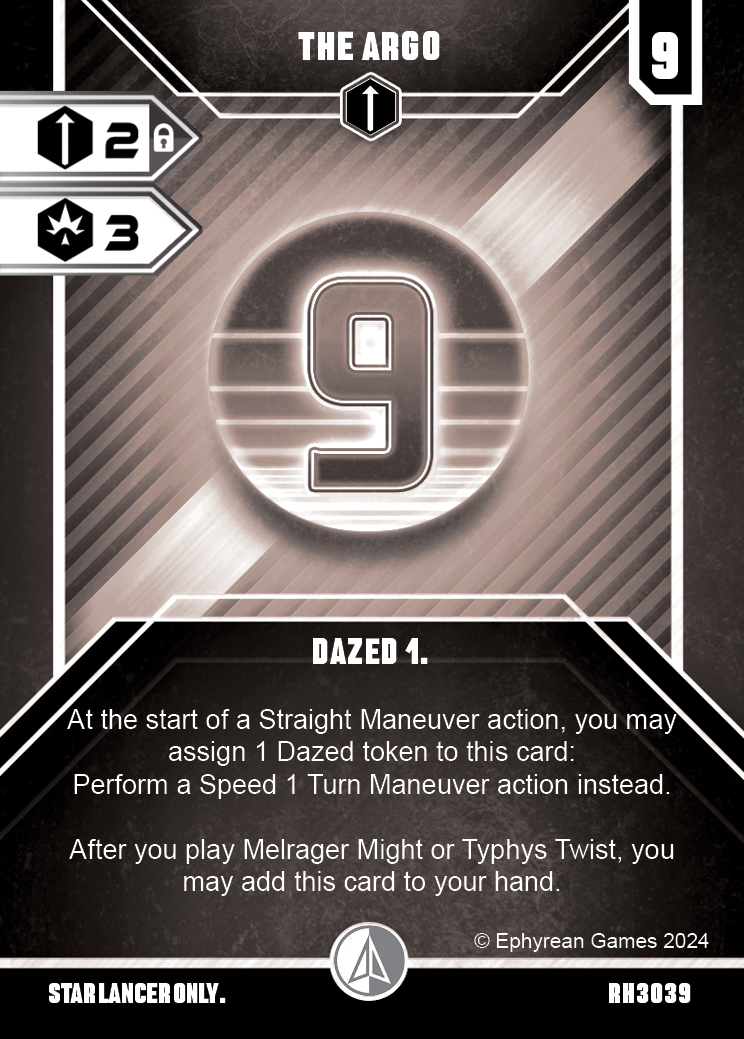 THE ARGO
9
2
3
9
DAZED 1.
At the start of a Straight Maneuver action, you may
assign 1 Dazed token to this card:
Perform a Speed 1 Turn Maneuver action instead.
After you play Melrager Might or Typhys Twist, you
may add this card to your hand.
© Ephyrean Games 2024
STAR LANCER ONLY.
RH3039